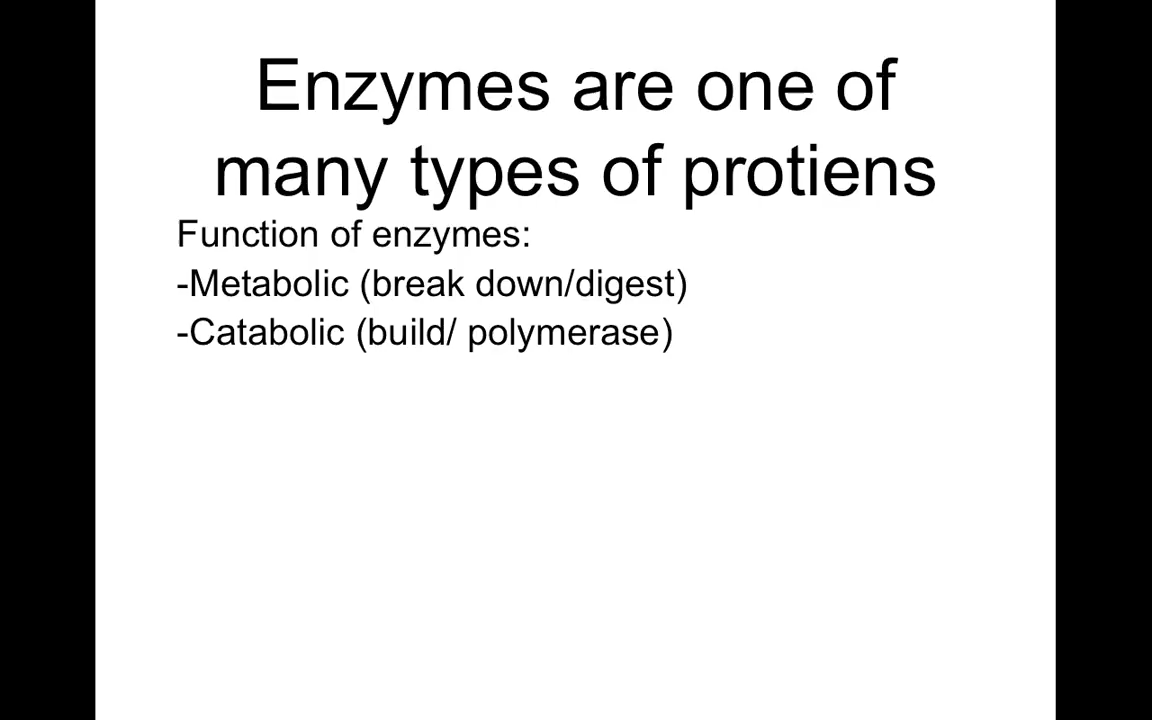 Enzymes are one of
many types of protiens
Function of enzymes:
-Metabolic (break down/digest)
-Catabolic (build/ polymerase)